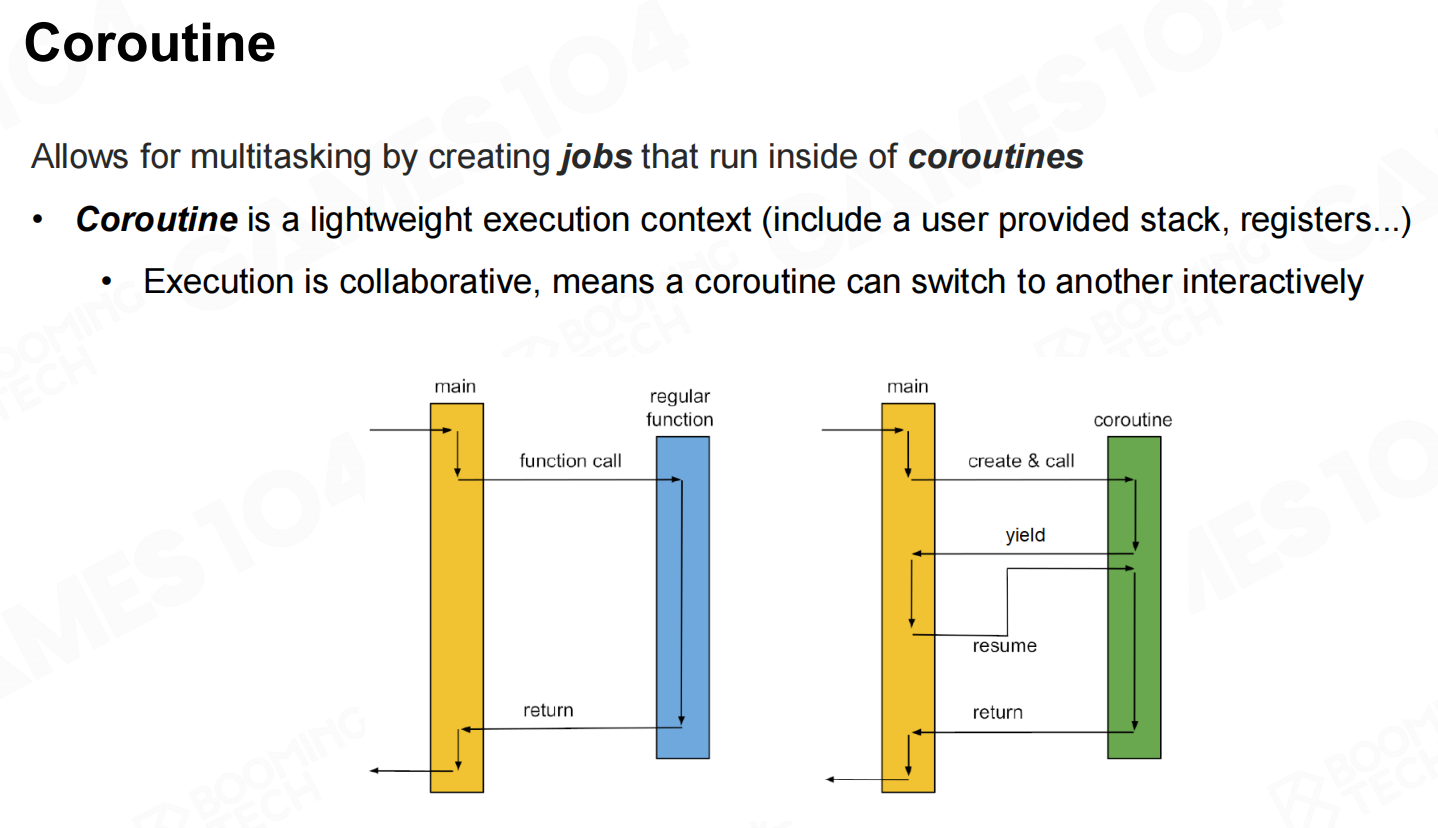 Coroutine
Allows for multitasking by creating jobs that run inside of coroutines
• Coroutine is a lightweight execution context (include a user provided stack, registers...)
• Execution is collaborative, means a coroutine can switch to another interactively
main
regular
function
function call
return
main
coroutine
create & call
yield
resume
return
GAMES 104
BOOMING
TECH